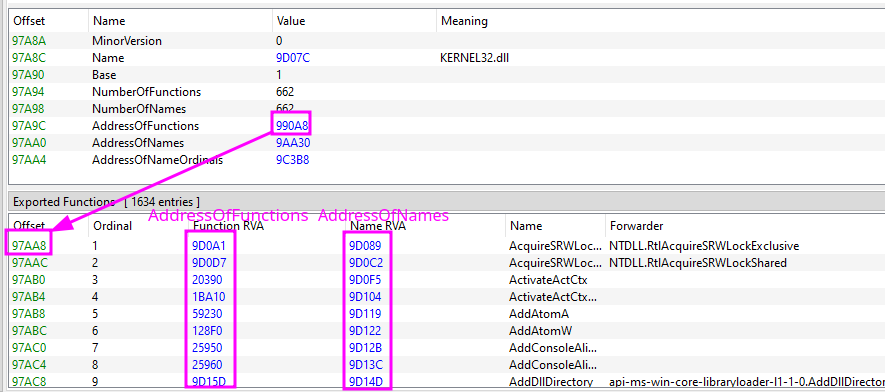 Offset Name Value Meaning
97A8A MinorVersion 0
97A8C Name 9D07C KERNEL32.dll
97A90 Base 1
97A94 NumberOfFunctions 662
97A98 NumberOfNames 662
97A9C AddressOfFunctions 990A8
97AA0 AddressOfNames 9AA30
97AA4 AddressOfNameOrdinals 9C3B8
Exported Functions [ 1634 entries ]
AddressOfFunctions AddressOfNames
Offset Ordinal Function RVA Name RVA Name Forwarder
97AA8 1 9D0A1 9D089 AcquireSRWLoc... NTDLL.RtlAcquireSRWLockExclusive
97AAC 2 9D0D7 9D0C2 AcquireSRWLoc... NTDLL.RtlAcquireSRWLockShared
97AB0 3 20390 9D0F5 ActivateActCtx
97AB4 4 1BA10 9D104 ActivateActCtx...
97AB8 5 59230 9D119 AddAtomA
97ABC 6 128F0 9D122 AddAtomW
97AC0 7 25950 9D12B AddConsoleAli...
97AC4 8 25960 9D13C AddConsoleAli...
97AC8 9 9D15D 9D14D AddDllDirectory api-ms-win-core-libraryloader-l1-1-0.AddDllDirectory